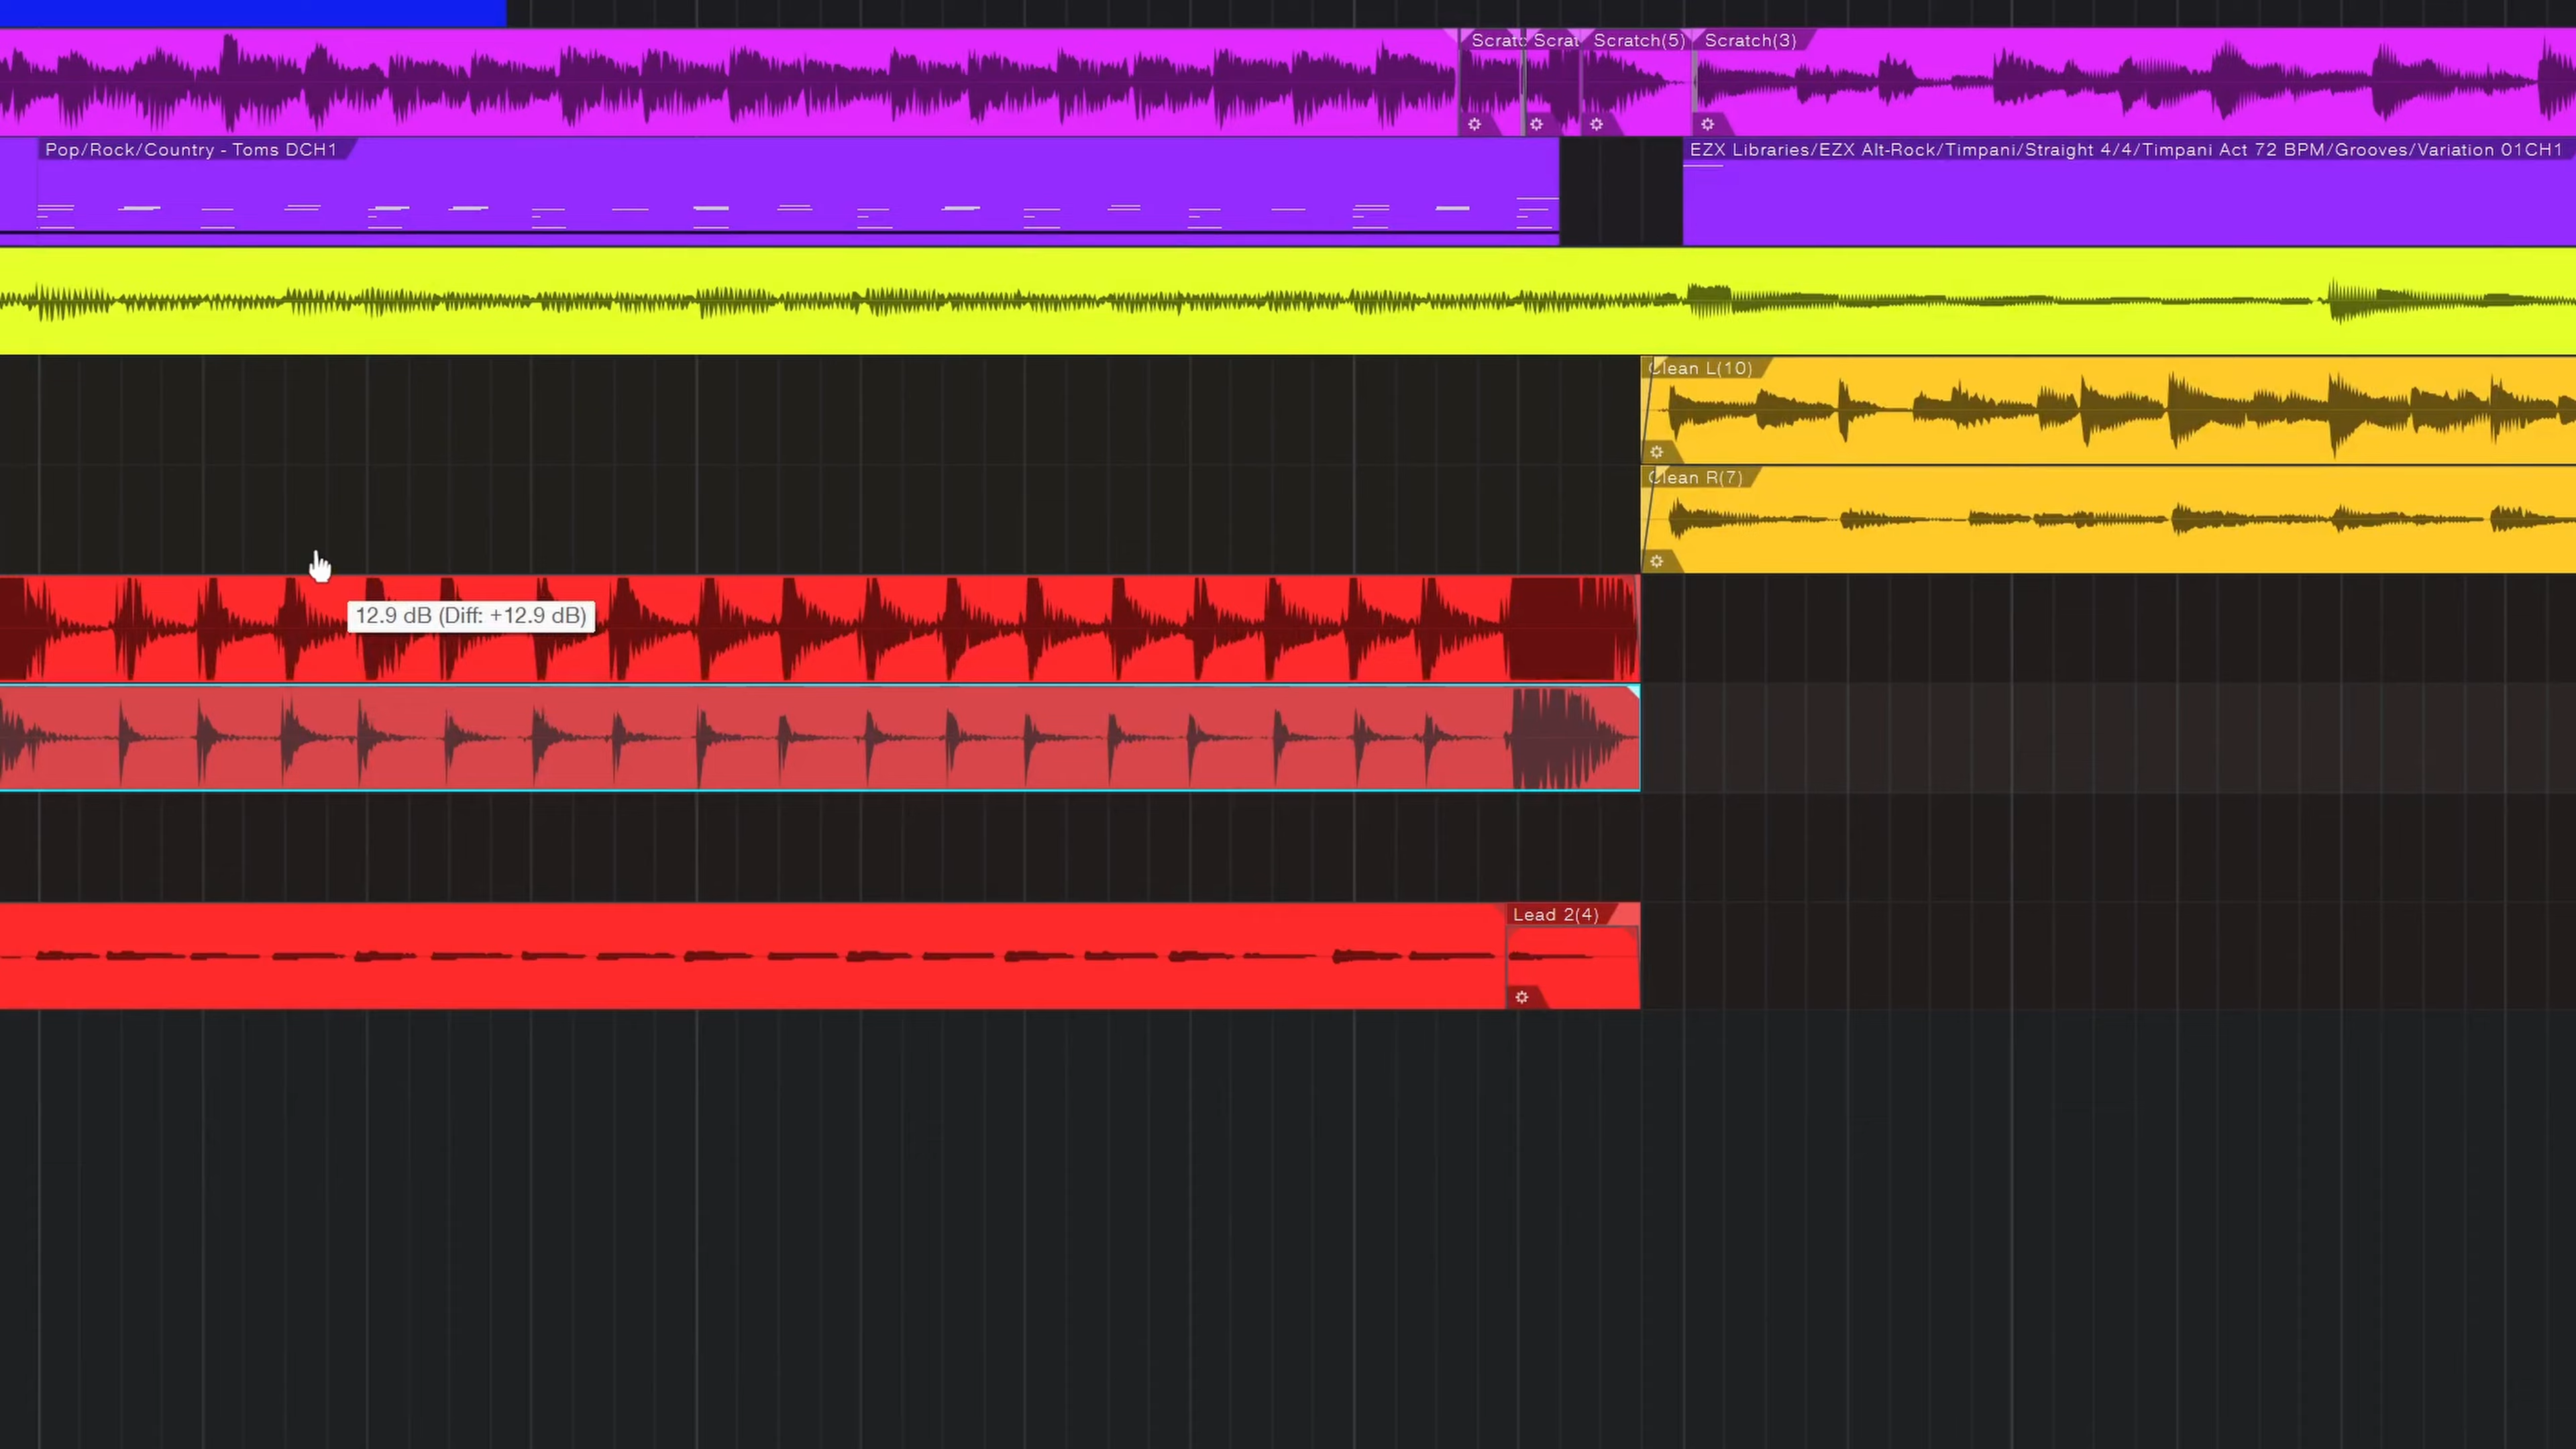 Scratc
Scrat
Scratch(5)
Scratch(3)
Pop/Rock/Country - Toms DCH1
EZX Libraries/EZX Alt-Rock/Timpani/Straight 4/4/Timpani Act 72 BPM/Grooves/Variation 01CH1
Clean L(10)
Clean R(7)
12.9 dB (Diff: +12.9 dB)
Lead 2(4)